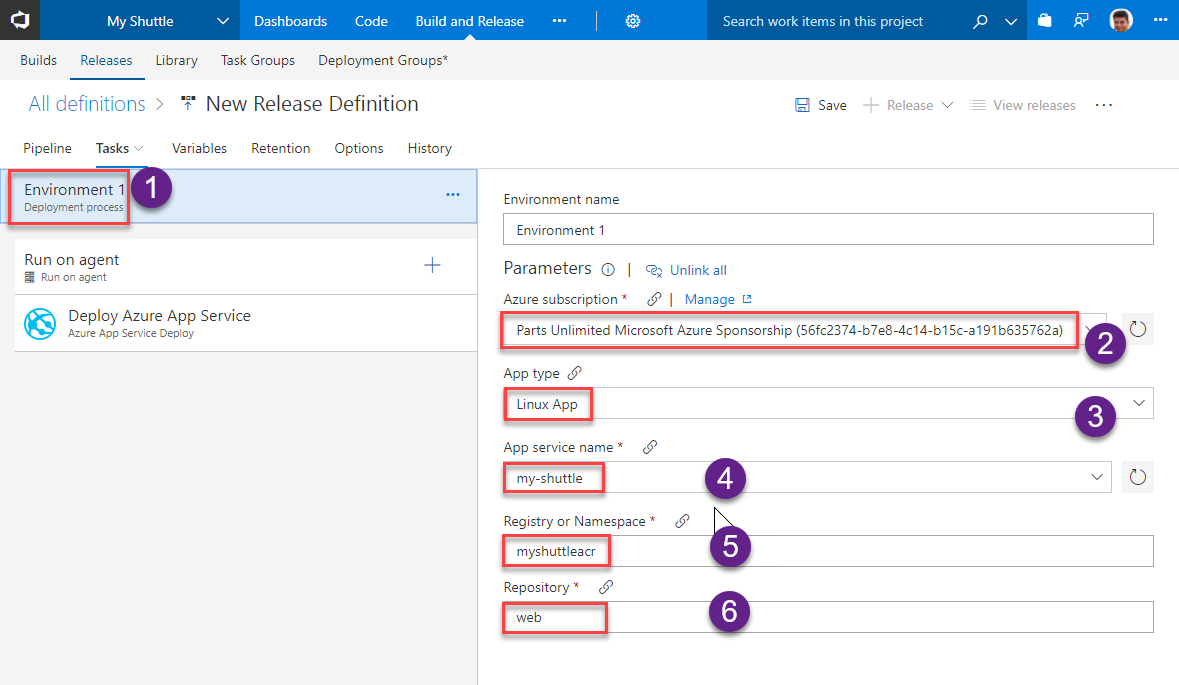 My Shuttle Dashboards Code Build and Release ··· Search work items in this project ···
Builds Releases Library Task Groups Deployment Groups*
All definitions > New Release Definition Save + Release View releases ···
Pipeline Tasks Variables Retention Options History
Environment 1 ··· 1
Deployment process
Environment name
Environment 1
Run on agent +
Run on agent
Deploy Azure App Service
Azure App Service Deploy
Parameters | Unlink all
Azure subscription * | Manage
Parts Unlimited Microsoft Azure Sponsorship (56fc2374-b7e8-4c14-b15c-a191b635762a) 2
App type
Linux App 3
App service name *
my-shuttle 4
Registry or Namespace *
myshuttleacr 5
Repository *
web 6